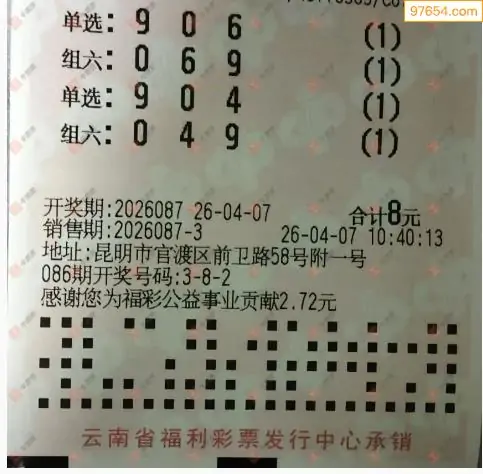 97654.com
单选: 9 0 6 (1)
组六: 0 6 9 (1)
单选: 9 0 4 (1)
组六: 0 4 9 (1)
开奖期:2026087 26-04-07 合计8元
销售期:2026087-3 26-04-07 10:40:13
地址:昆明市官渡区前卫路58号附一号
086期开奖号码:3-8-2
感谢您为福彩公益事业贡献2.72元
云南省福利彩票发行中心承销